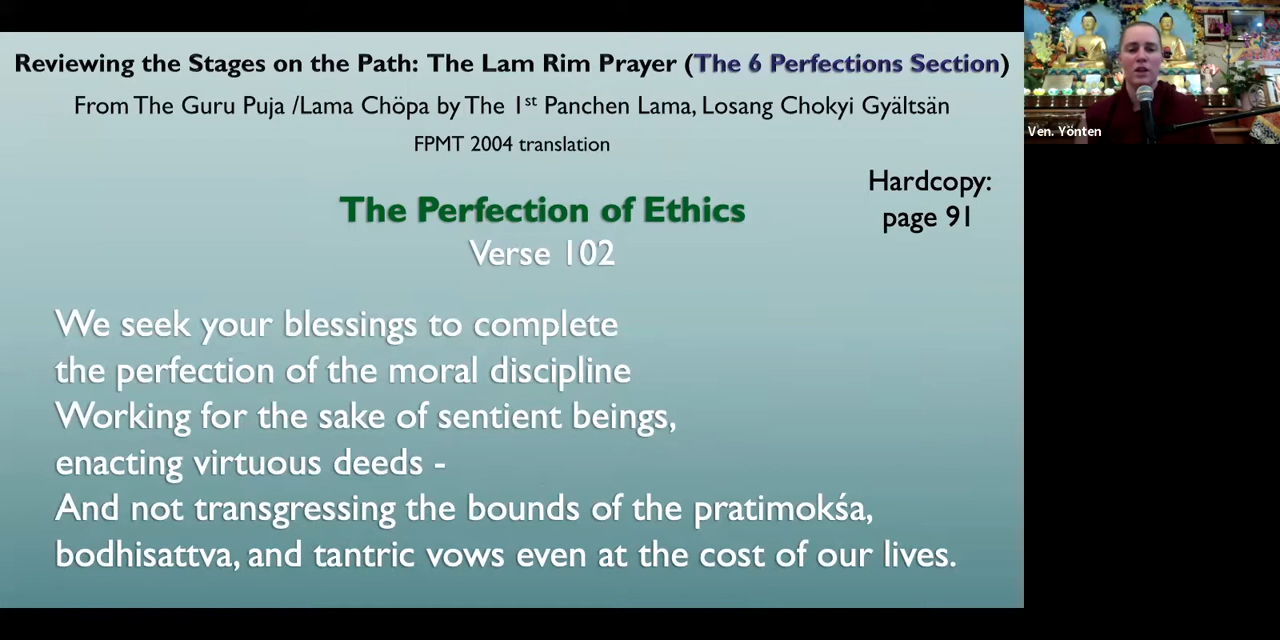 Reviewing the Stages on the Path: The Lam Rim Prayer (The 6 Perfections Section)
From The Guru Puja /Lama Chöpa by The 1st Panchen Lama, Losang Chokyi Gyältsän
FPMT 2004 translation
Hardcopy:
page 91
The Perfection of Ethics
Verse 102
We seek your blessings to complete
the perfection of the moral discipline
Working for the sake of sentient beings,
enacting virtuous deeds -
And not transgressing the bounds of the pratimokśa,
bodhisattva, and tantric vows even at the cost of our lives.
Ven. Yönten